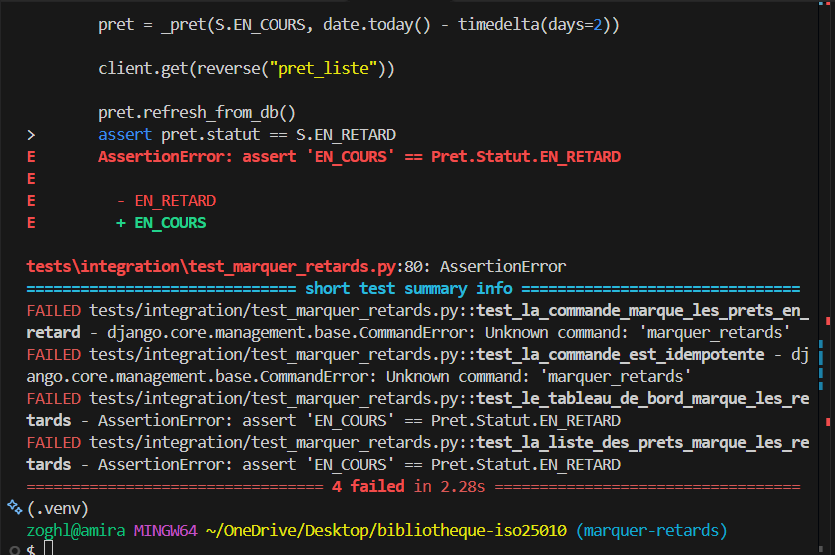 pret = _pret(S.EN_COURS, date.today() - timedelta(days=2))
client.get(reverse("pret_liste"))
pret.refresh_from_db()
> assert pret.statut == S.EN_RETARD
E AssertionError: assert 'EN_COURS' == Pret.Statut.EN_RETARD
E
E - EN_RETARD
E + EN_COURS
tests\integration\test_marquer_retards.py:80: AssertionError
============================== short test summary info ===============================
FAILED tests/integration/test_marquer_retards.py::test_la_commande_marque_les_prets_en_
retard - django.core.management.base.CommandError: Unknown command: 'marquer_retards'
FAILED tests/integration/test_marquer_retards.py::test_la_commande_est_idempotente - dj
ango.core.management.base.CommandError: Unknown command: 'marquer_retards'
FAILED tests/integration/test_marquer_retards.py::test_le_tableau_de_bord_marque_les_re
tards - AssertionError: assert 'EN_COURS' == Pret.Statut.EN_RETARD
FAILED tests/integration/test_marquer_retards.py::test_la_liste_des_prets_marque_les_re
tards - AssertionError: assert 'EN_COURS' == Pret.Statut.EN_RETARD
================================= 4 failed in 2.28s ==================================
(.venv)
zoghl@amira MINGW64 ~/OneDrive/Desktop/bibliotheque-iso25010 (marquer-retards)
$